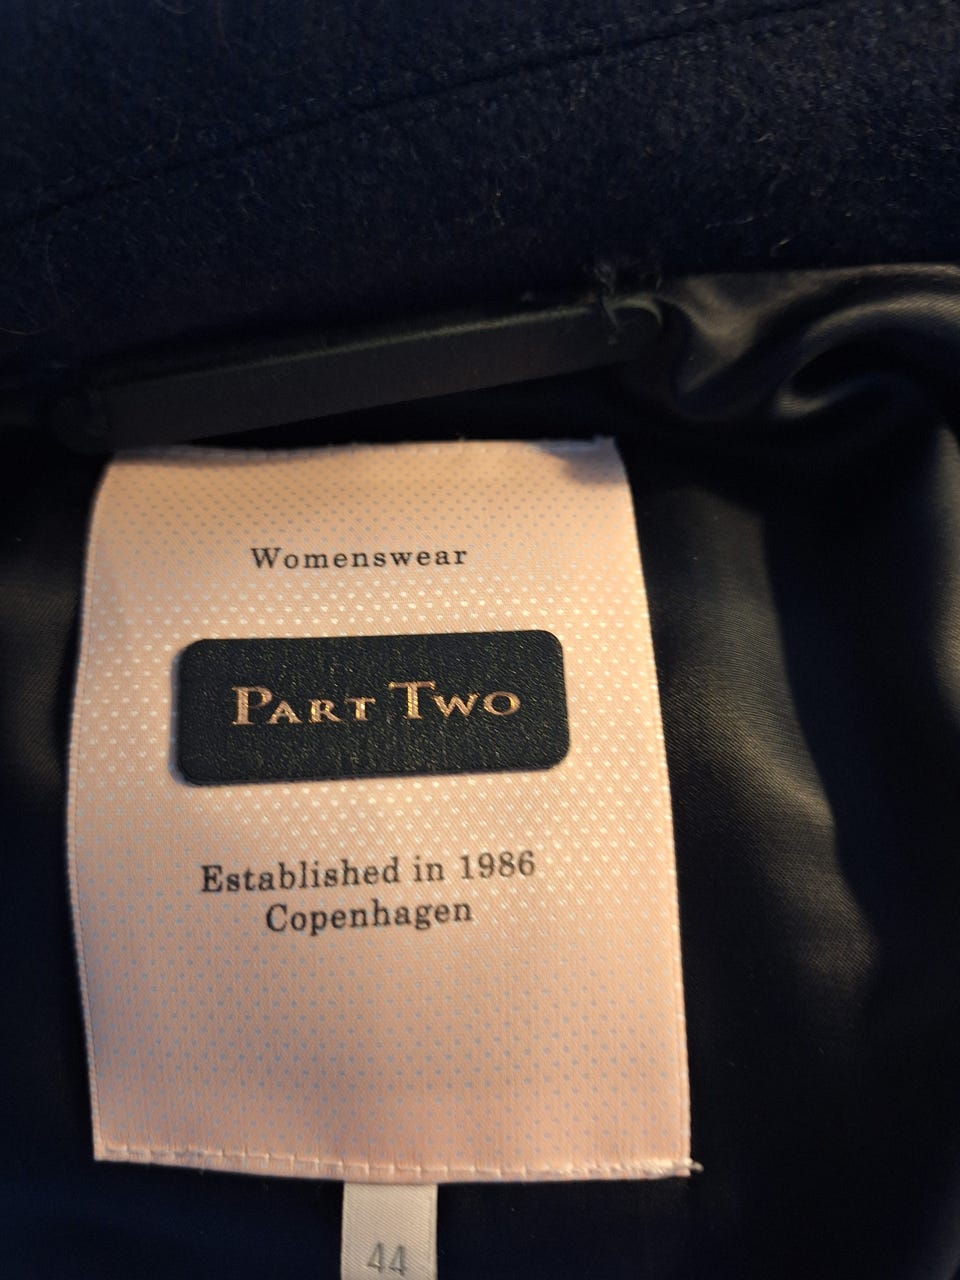 Womenswear
PART TWO
Established in 1986
Copenhagen
44